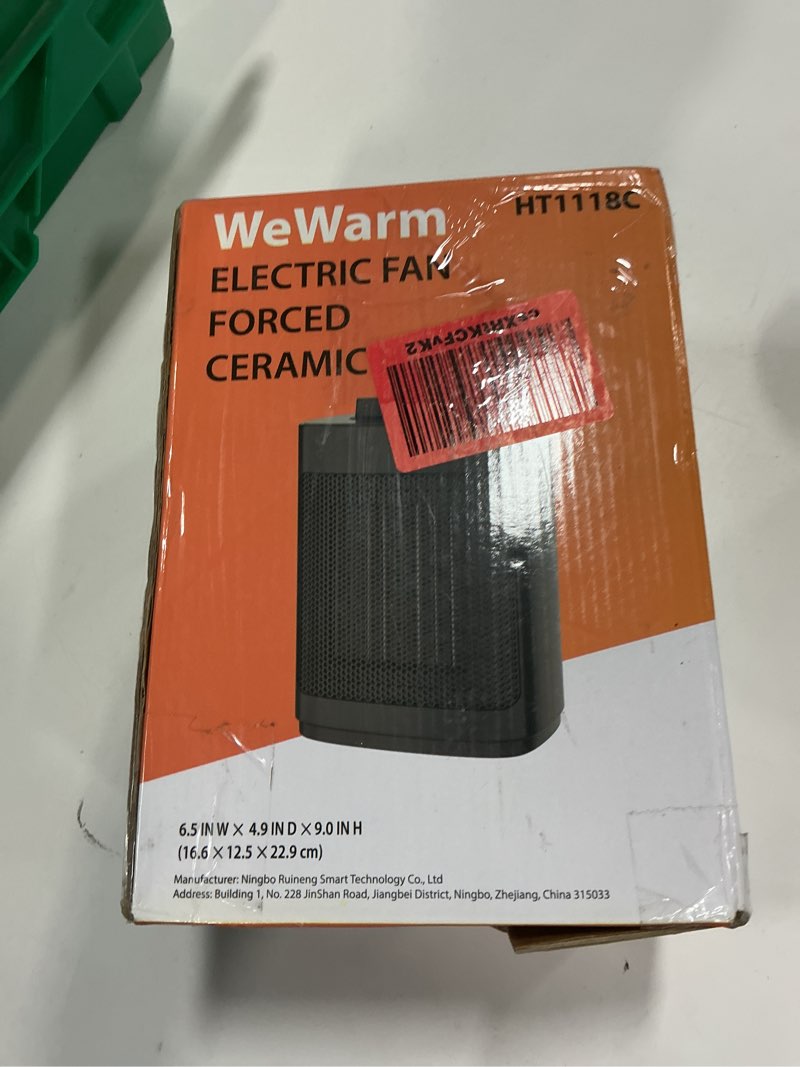 WeWarm
HT1118C
ELECTRIC FAN
FORCED
CERAMIC
6.5 IN W × 4.9 IN D × 9.0 IN H
(16.6 × 12.5 × 22.9 cm)
Manufacturer: Ningbo Ruineng Smart Technology Co., Ltd
Address: Building 1, No. 228 JinShan Road, Jiangbei District, Ningbo, Zhejiang, China 315033